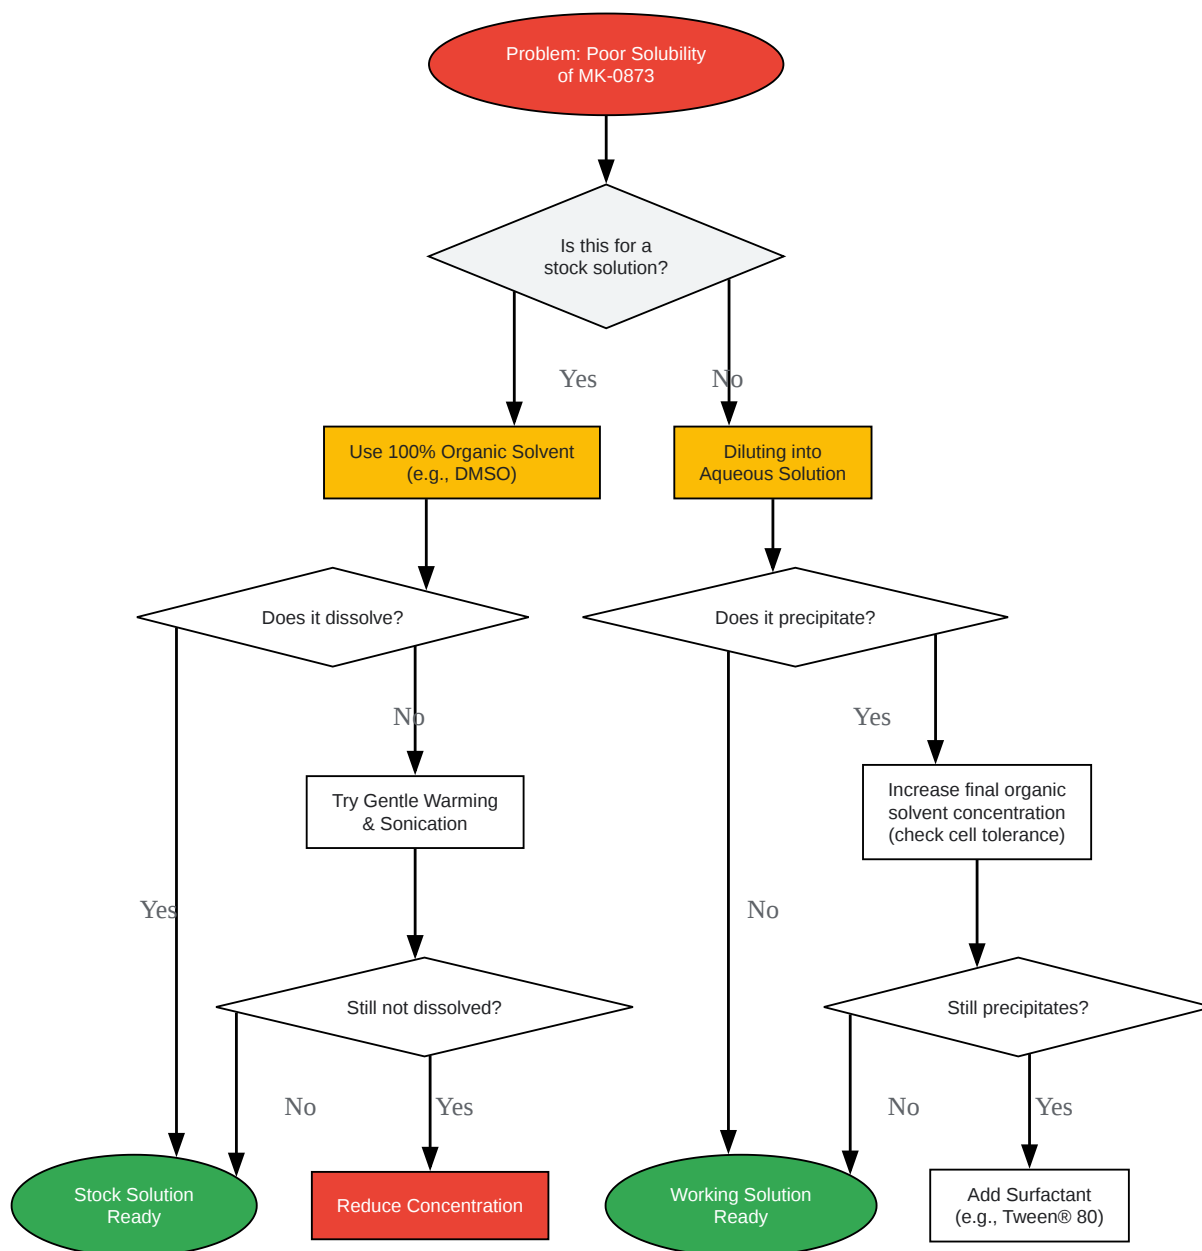 Problem: Poor Solubility
of MK-0873
Is this for a
stock solution?
Yes
No
Use 100% Organic Solvent
(e.g., DMSO)
Diluting into
Aqueous Solution
Does it dissolve?
Does it precipitate?
No
Yes
Try Gentle Warming
& Sonication
Increase final organic
solvent concentration
(check cell tolerance)
Yes
No
Still not dissolved?
Still precipitates?
No
Yes
No
Yes
Stock Solution
Ready
Reduce Concentration
Working Solution
Ready
Add Surfactant
(e.g., Tween® 80)